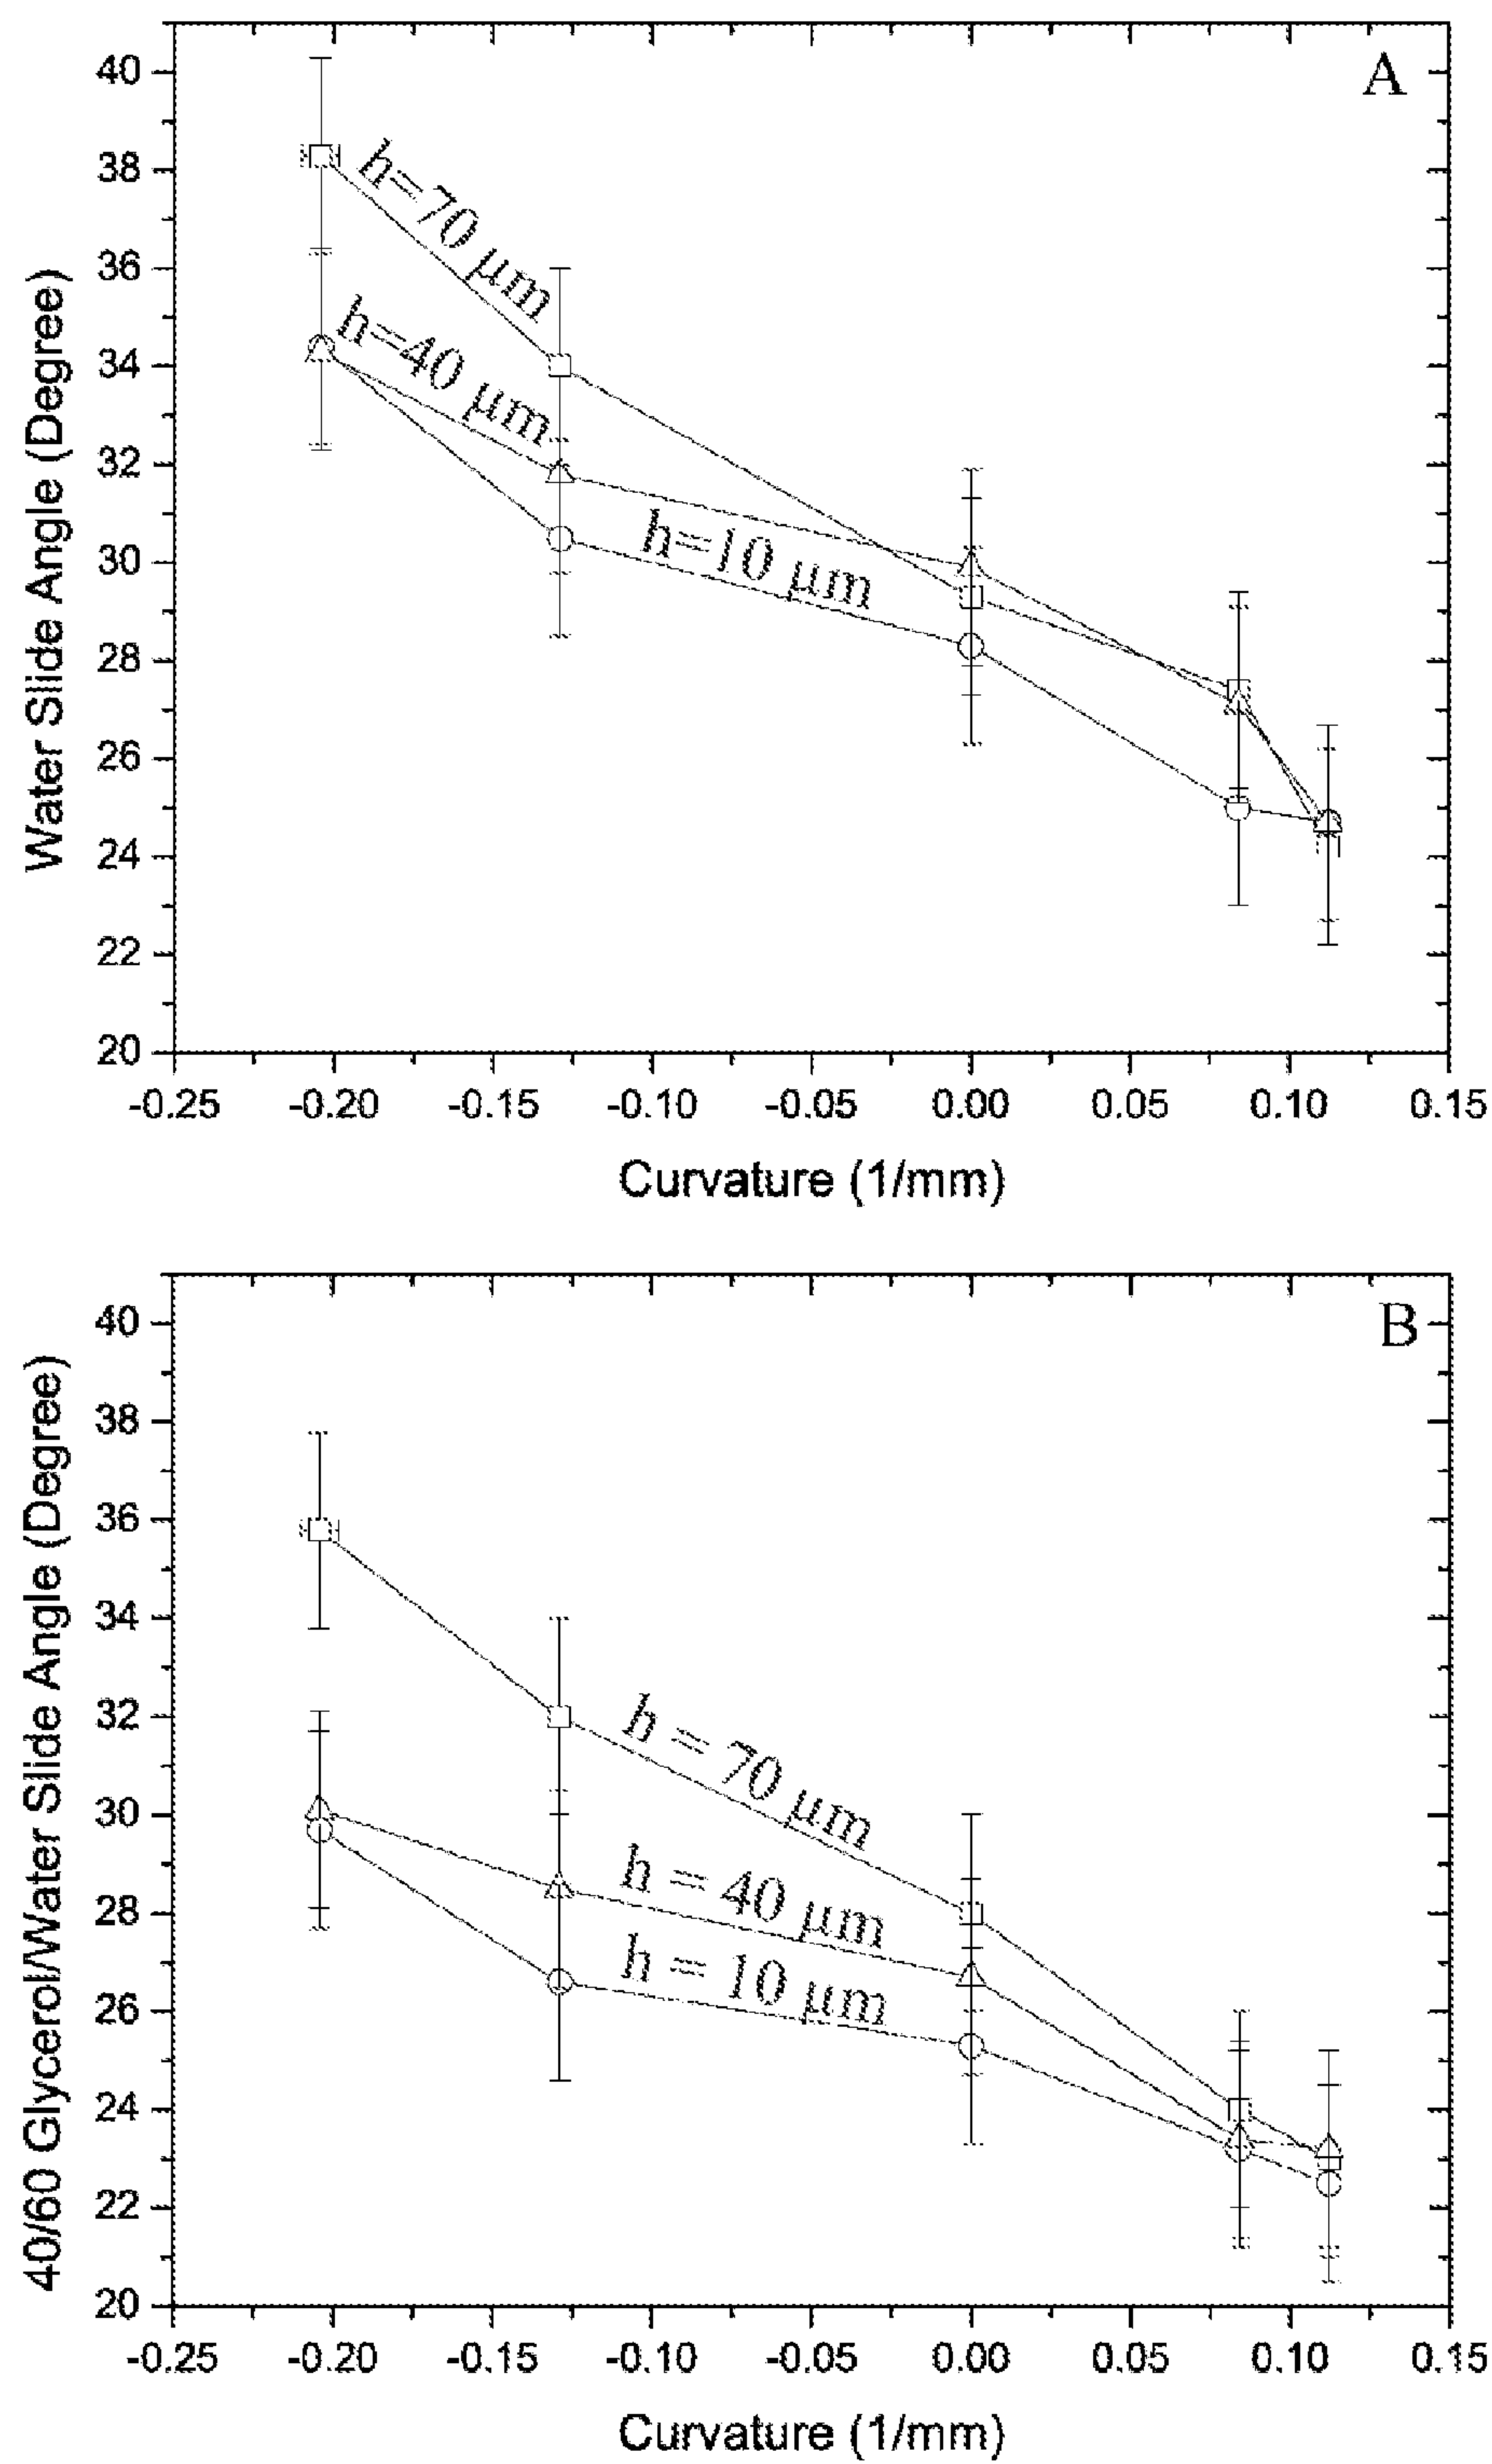 A
40
38
36
34
32
30
28
26
24
22
20
Water Slide Angle (Degree)
h=70 μm
h=40 μm
h=10 μm
-0.25 -0.20 -0.15 -0.10 -0.05 0.00 0.05 0.10 0.15
Curvature (1/mm)
B
40
38
36
34
32
30
28
26
24
22
20
40/60 Glycerol/Water Slide Angle (Degree)
h = 70 μm
h = 40 μm
h = 10 μm
-0.25 -0.20 -0.15 -0.10 -0.05 0.00 0.05 0.10 0.15
Curvature (1/mm)